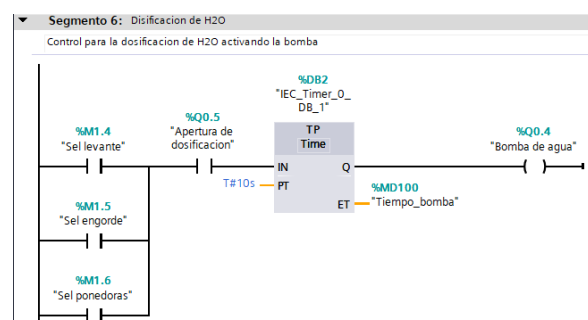 Segmento 6: Disificacion de H2O
Control para la dosificacion de H2O activando la bomba
%DB2
"IEC_Timer_0_
DB_1"
%M1.4
"Sel levante"
%Q0.5
"Apertura de
dosificacion"
TP
Time
%Q0.4
"Bomba de agua"
IN
Q
T#10s
PT
%MD100
ET
"Tiempo_bomba"
%M1.5
"Sel engorde"
%M1.6
"Sel ponedoras"